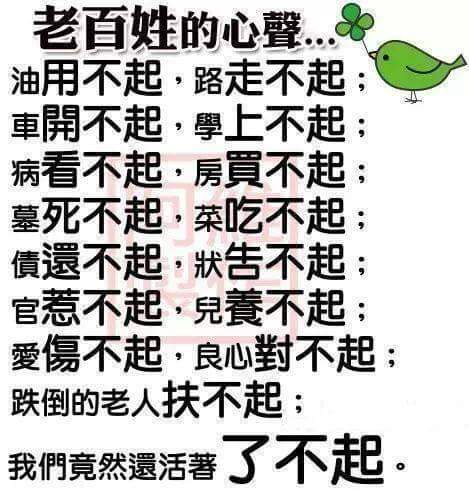 老百姓的心聲...
油用不起，路走不起；
車開不起，學上不起；
病看不起，房買不起；
墓死不起，菜吃不起；
債還不起，狀告不起；
官惹不起，兒養不起；
愛傷不起，良心對不起；
跌倒的老人扶不起；
我們竟然還活著了不起。